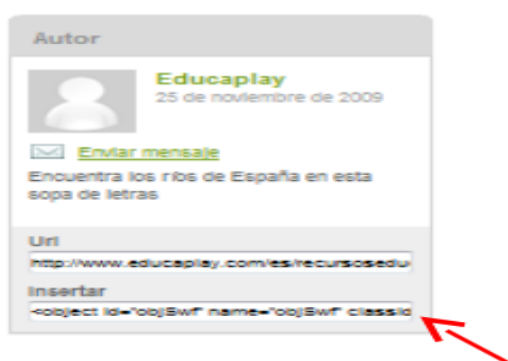 Autor
Educaplay
25 de noviembre de 2009
Enviar mensaje
Encuentra los ríos de España en esta
sopa de letras
Url
http://www.educaplay.com/es/recursosedu
Insertar
<object id="objSwf" name="objSwf" classid